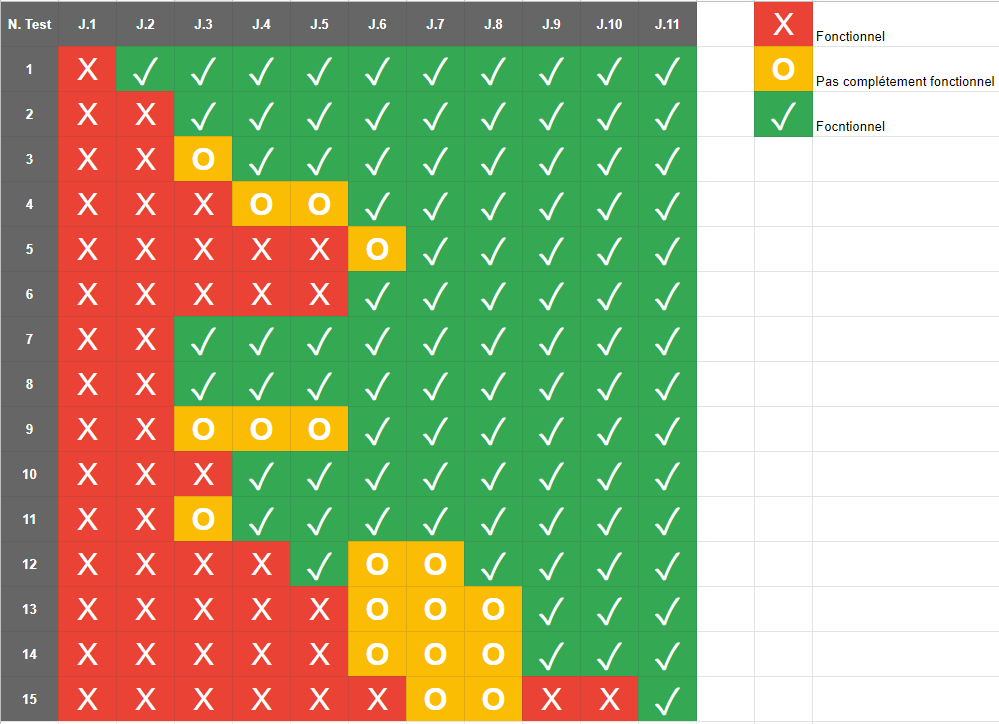 N. Test J.1 J.2 J.3 J.4 J.5 J.6 J.7 J.8 J.9 J.10 J.11 X Fonctionnel
1 X ✓ ✓ ✓ ✓ ✓ ✓ ✓ ✓ ✓ ✓ O Pas complétement fonctionnel
2 X X ✓ ✓ ✓ ✓ ✓ ✓ ✓ ✓ ✓ ✓ Focntionnel
3 X X O ✓ ✓ ✓ ✓ ✓ ✓ ✓ ✓
4 X X X O O ✓ ✓ ✓ ✓ ✓ ✓
5 X X X X X O ✓ ✓ ✓ ✓ ✓
6 X X X X X ✓ ✓ ✓ ✓ ✓ ✓
7 X X ✓ ✓ ✓ ✓ ✓ ✓ ✓ ✓ ✓
8 X X ✓ ✓ ✓ ✓ ✓ ✓ ✓ ✓ ✓
9 X X O O O ✓ ✓ ✓ ✓ ✓ ✓
10 X X X ✓ ✓ ✓ ✓ ✓ ✓ ✓ ✓
11 X X O ✓ ✓ ✓ ✓ ✓ ✓ ✓ ✓
12 X X X X ✓ O O ✓ ✓ ✓ ✓
13 X X X X X O O O ✓ ✓ ✓
14 X X X X X O O O ✓ ✓ ✓
15 X X X X X X O O X X ✓